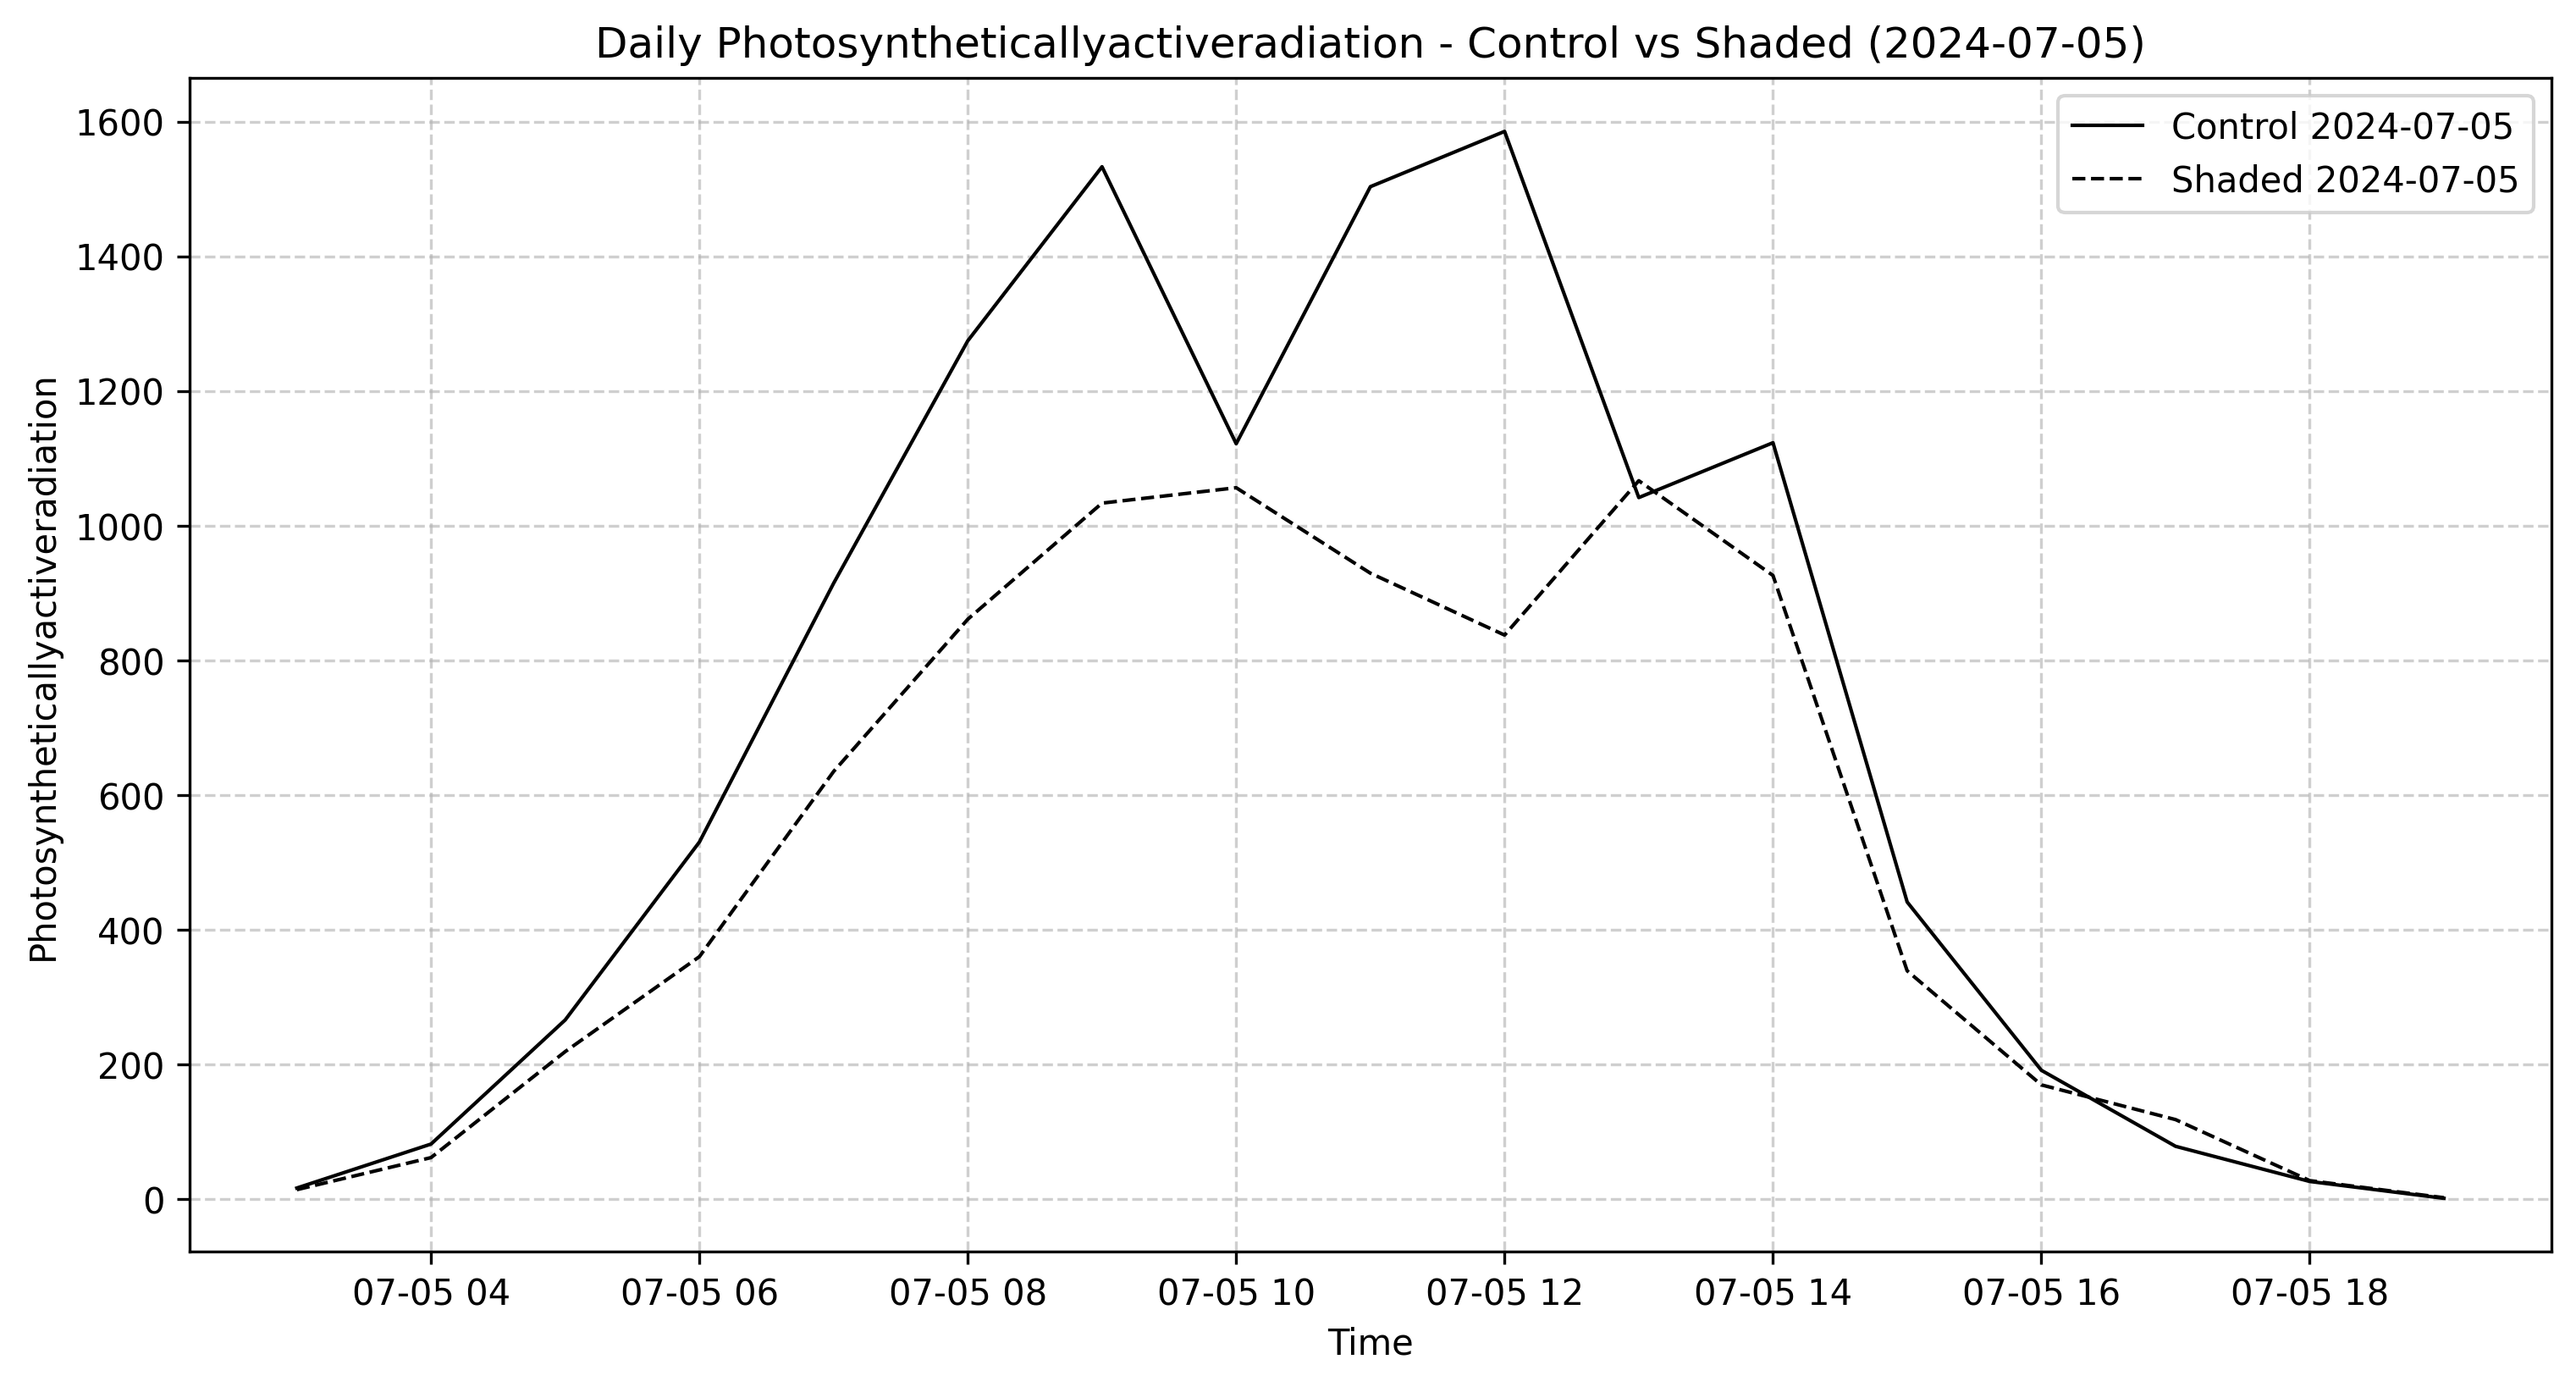 Daily Photosyntheticallyactiveradiation - Control vs Shaded (2024-07-05)
Control 2024-07-05
Shaded 2024-07-05
Photosyntheticallyactiveradiation
1600
1400
1200
1000
800
600
400
200
0
07-05 04 07-05 06 07-05 08 07-05 10 07-05 12 07-05 14 07-05 16 07-05 18
Time